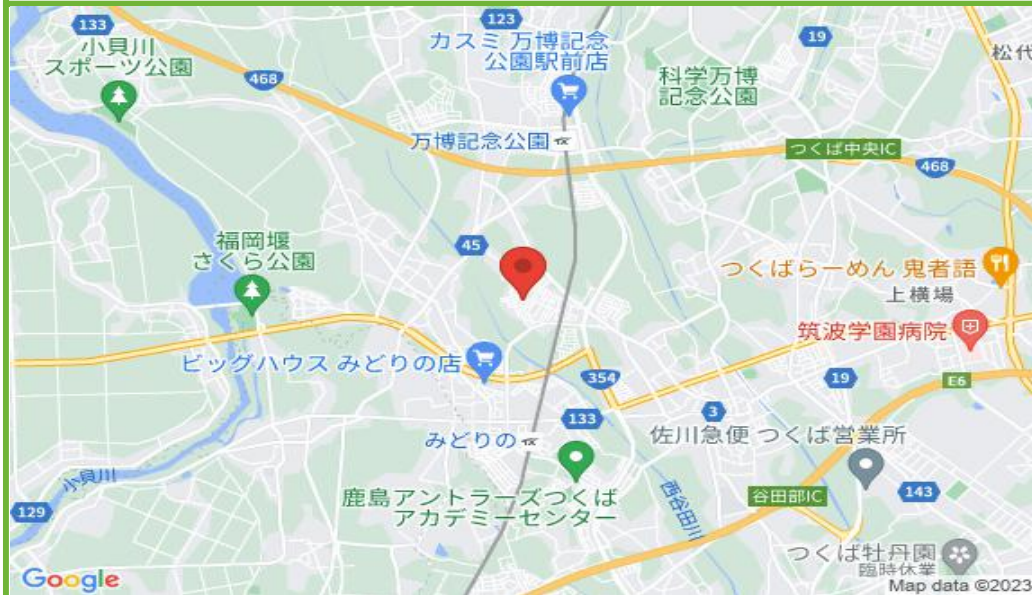 133
小貝川
スポーツ公園
468
123
カスミ 万博記念
公園駅前店
科学万博
記念公園
19
松代
万博記念公園
TX
つくば中央IC
468
福岡堰
さくら公園
45
つくばらーめん 鬼者語
上横場
筑波学園病院
ビッグハウス みどりの店
354
19
E6
133
3
みどりの
TX
佐川急便 つくば営業所
小貝川
129
鹿島アントラーズつくば
アカデミーセンター
西谷田川
谷田部IC
143
つくば牡丹園
臨時休業
Google
Map data ©2023